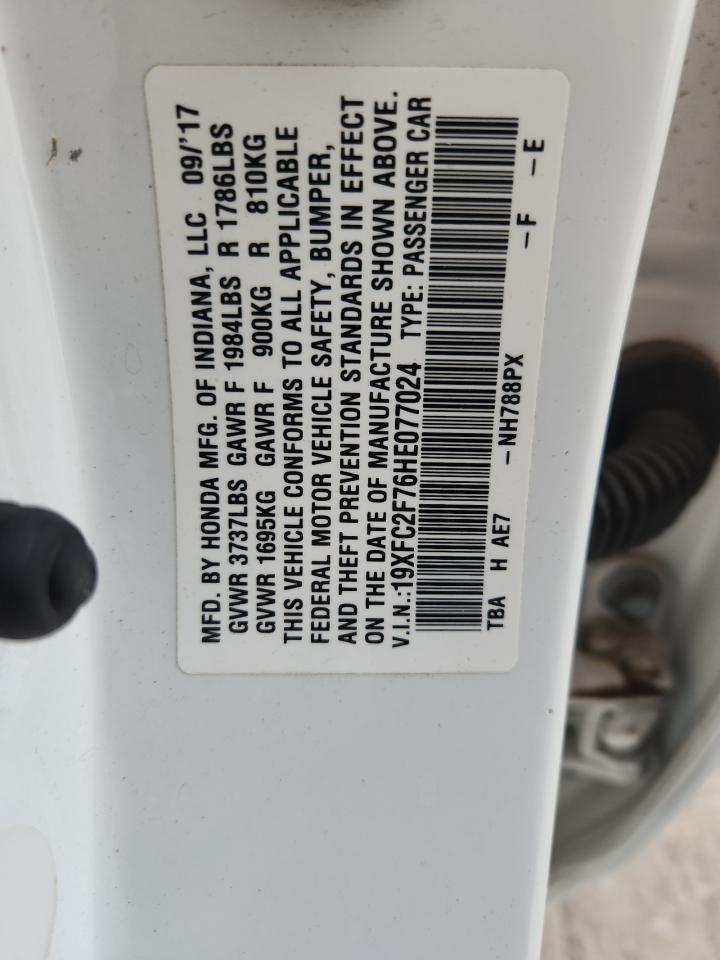 MFD. BY HONDA MFG. OF INDIANA, LLC 09/'17
GVWR 3737LBS GAWR F 1984LBS R 1786LBS
GVWR 1695KG GAWR F 900KG R 810KG
THIS VEHICLE CONFORMS TO ALL APPLICABLE
FEDERAL MOTOR VEHICLE SAFETY, BUMPER,
AND THEFT PREVENTION STANDARDS IN EFFECT
ON THE DATE OF MANUFACTURE SHOWN ABOVE.
V.I.N.:19XFC2F76HE077024 TYPE: PASSENGER CAR
TBA H AE7 -NH788PX -F -E